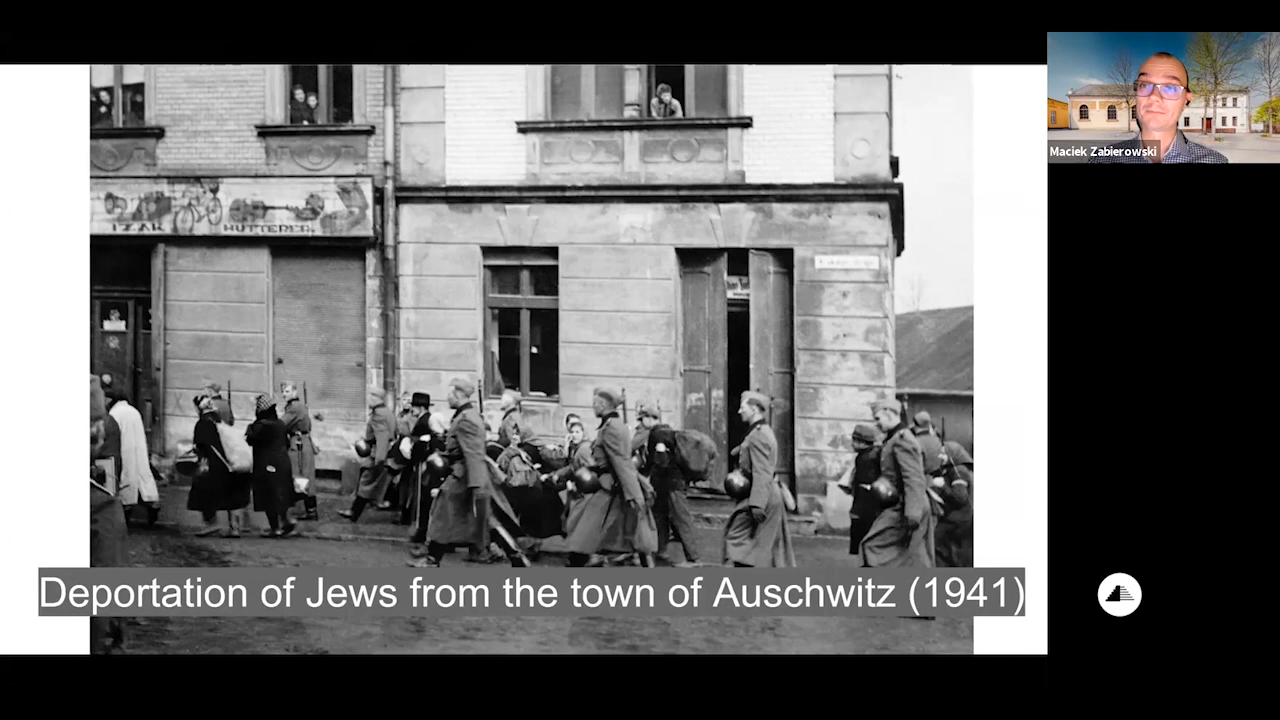 IZAK HUTTERER.
Deportation of Jews from the town of Auschwitz (1941)
Maciek Zabierowski